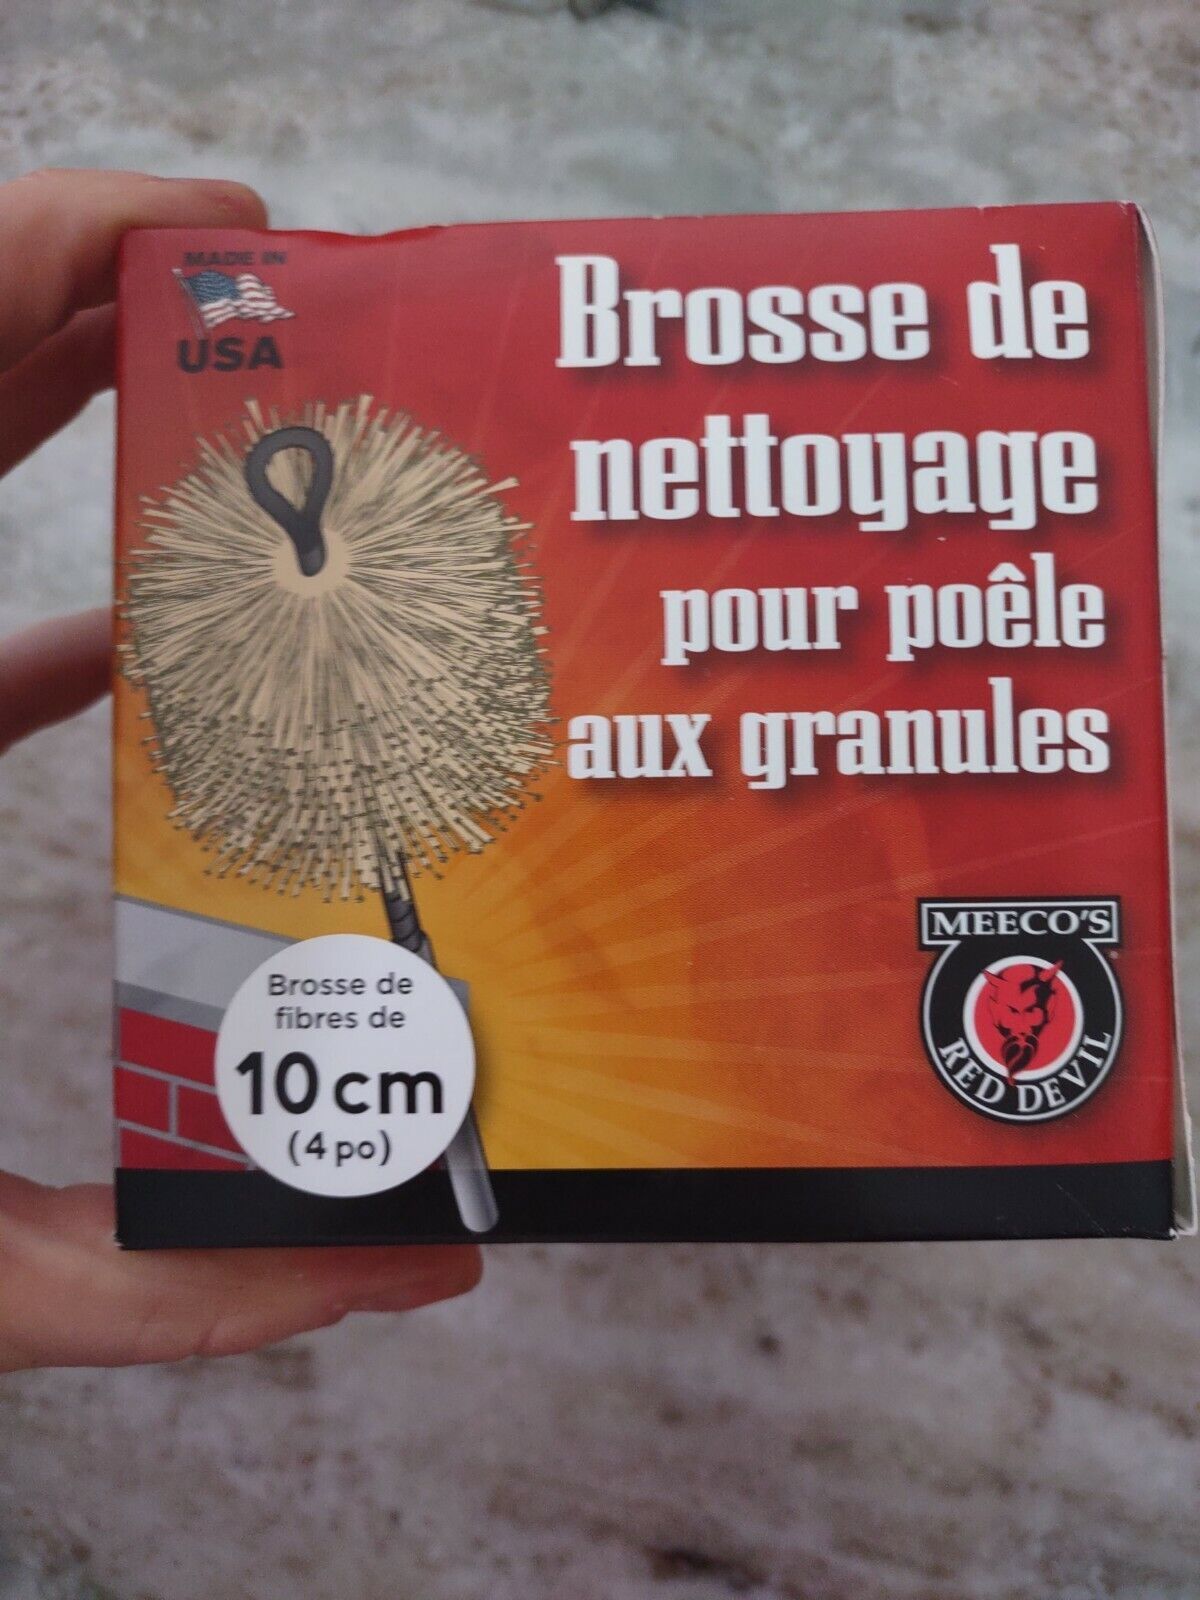 MADE IN
USA
Brosse de
nettoyage
pour poêle
aux granules
Brosse de
fibres de
10 cm
(4 po)
MEECO'S
RED DEVIL